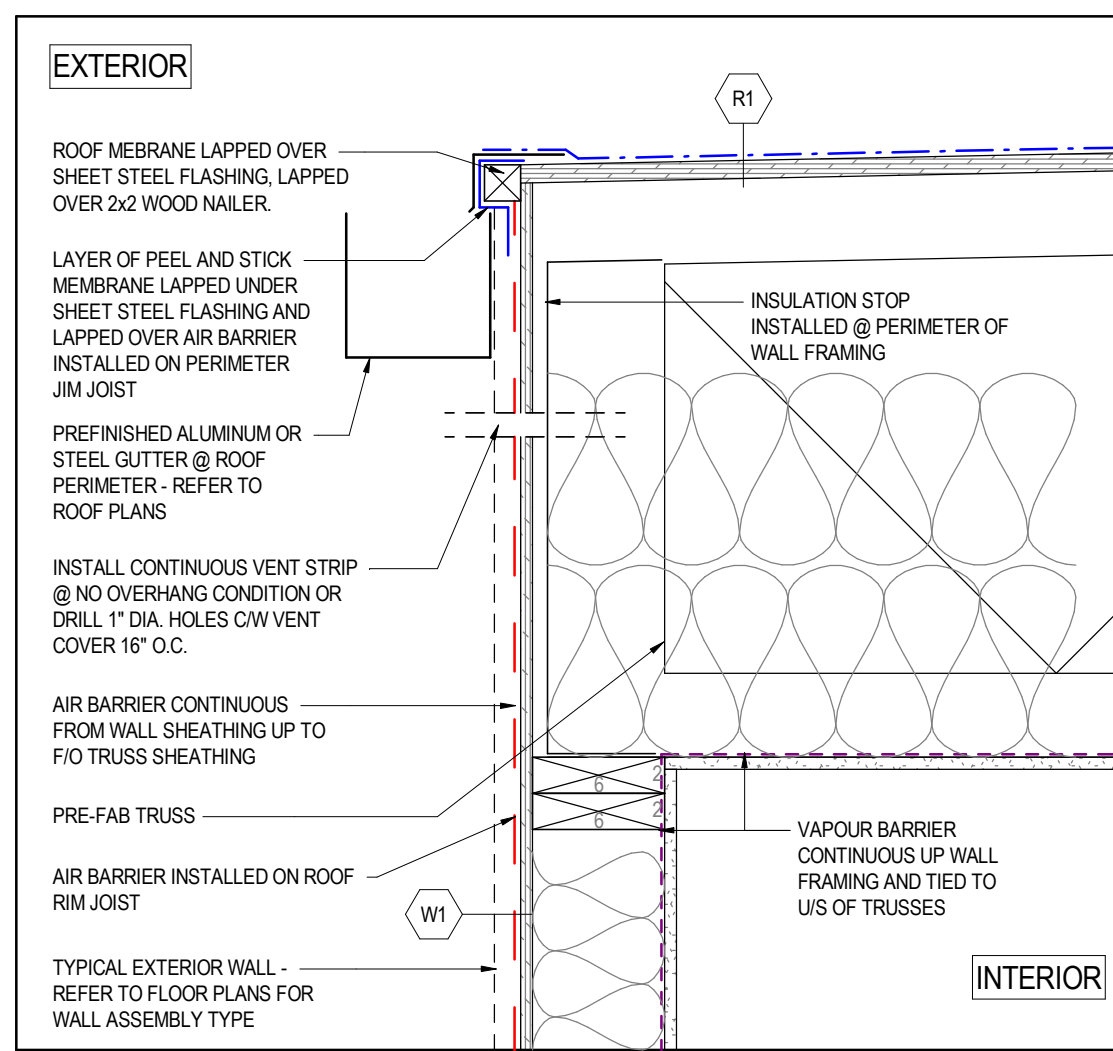 EXTERIOR
R1
ROOF MEBRANE LAPPED OVER
SHEET STEEL FLASHING, LAPPED
OVER 2x2 WOOD NAILER.
LAYER OF PEEL AND STICK
MEMBRANE LAPPED UNDER
SHEET STEEL FLASHING AND
LAPPED OVER AIR BARRIER
INSTALLED ON PERIMETER
JIM JOIST
INSULATION STOP
INSTALLED @ PERIMETER OF
WALL FRAMING
PREFINISHED ALUMINUM OR
STEEL GUTTER @ ROOF
PERIMETER - REFER TO
ROOF PLANS
INSTALL CONTINUOUS VENT STRIP
@ NO OVERHANG CONDITION OR
DRILL 1" DIA. HOLES C/W VENT
COVER 16" O.C.
AIR BARRIER CONTINUOUS
FROM WALL SHEATHING UP TO
F/O TRUSS SHEATHING
2
6
2
6
PRE-FAB TRUSS
VAPOUR BARRIER
CONTINUOUS UP WALL
FRAMING AND TIED TO
U/S OF TRUSSES
AIR BARRIER INSTALLED ON ROOF
RIM JOIST
W1
TYPICAL EXTERIOR WALL -
REFER TO FLOOR PLANS FOR
WALL ASSEMBLY TYPE
INTERIOR